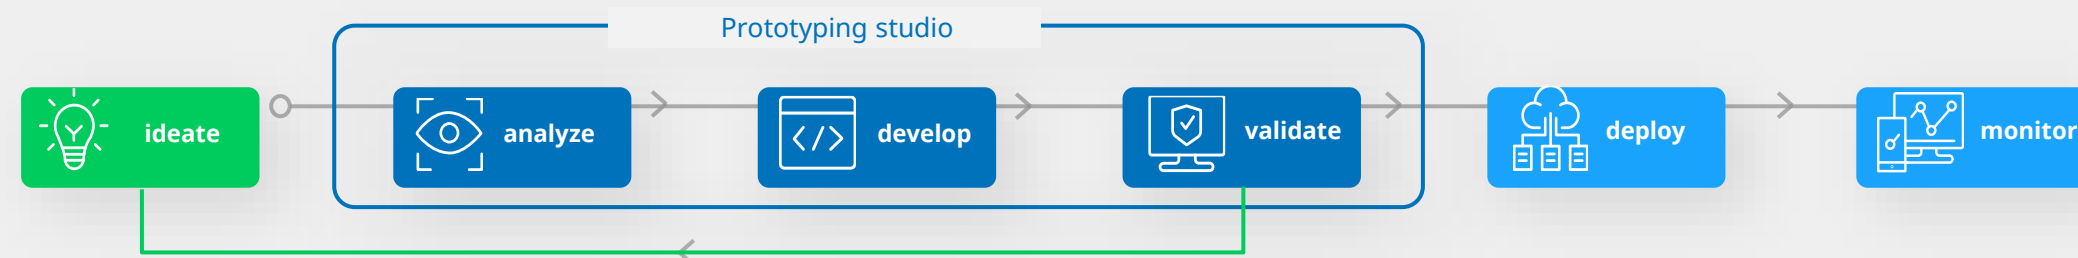 Prototyping studio
ideate
analyze
develop
validate
deploy
monitor